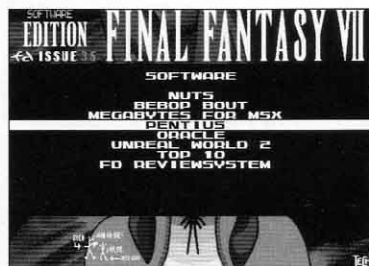 SOFTWARE
EDITION
ISSUE 35
FINAL FANTASY VII
SOFTWARE
NUTS
BEBOP BOUT
MEGABYTES FOR MSX
PENTIUS
ORACLE
UNREAL WORLD 2
TOP 10
FD REVIEWSYSTEM